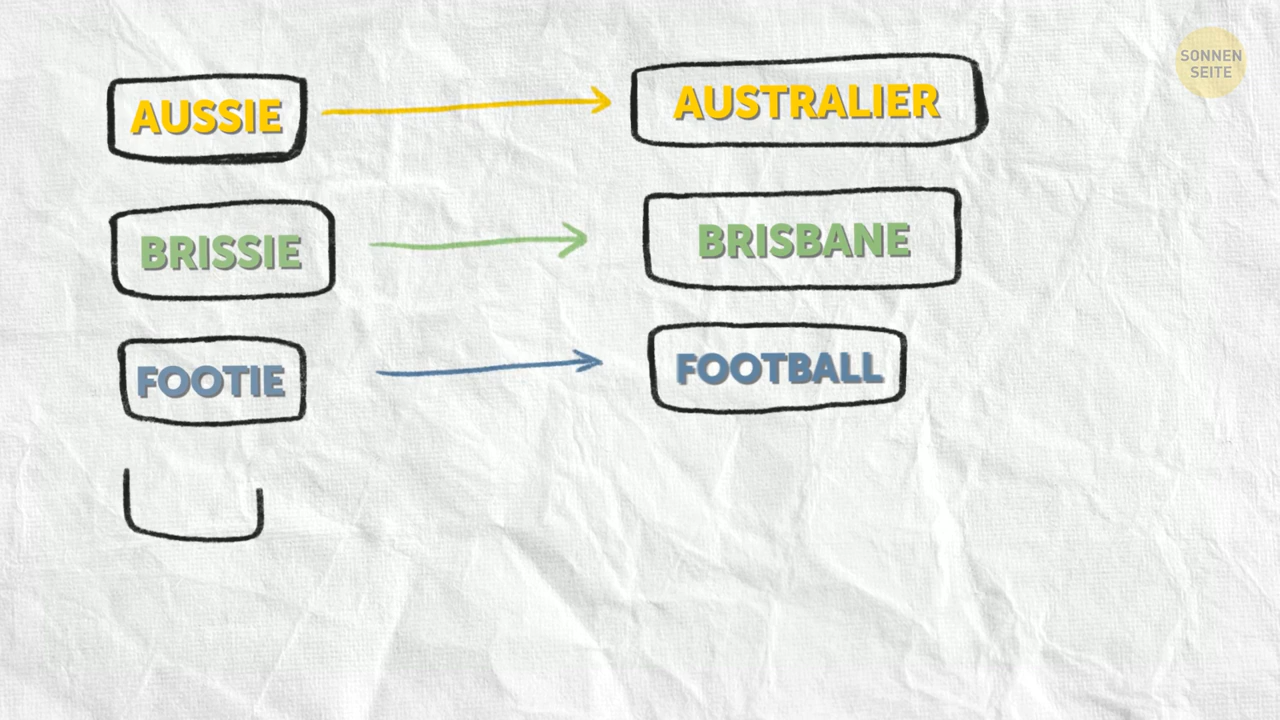 AUSSIE AUSTRALIER
BRISSIE BRISBANE
FOOTIE FOOTBALL
SONNEN
SEITE